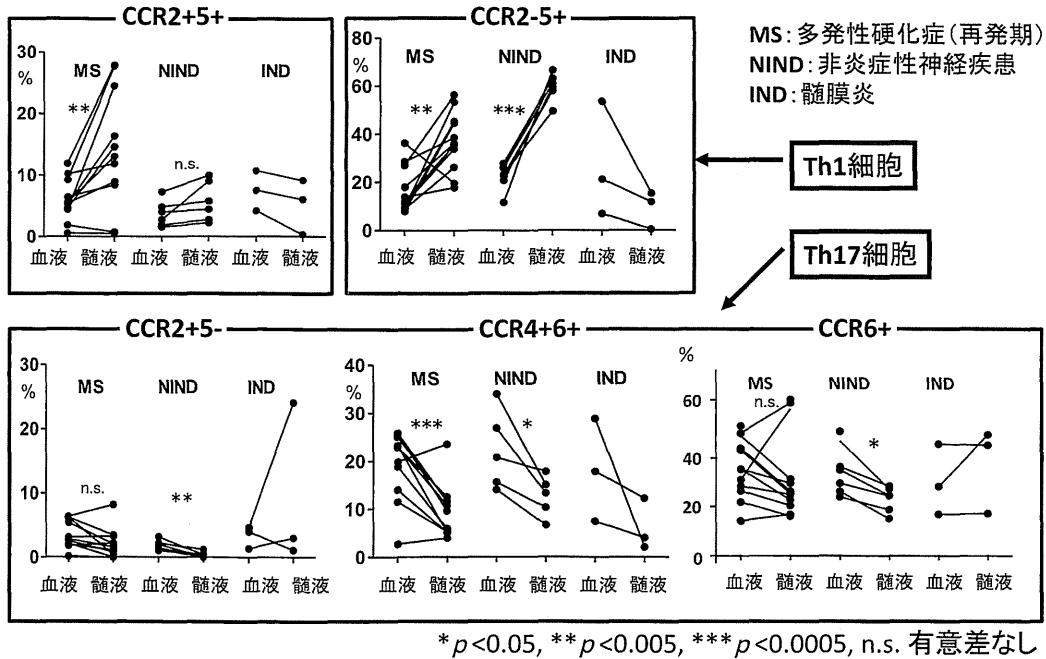 CCR2+5+
30
20
10
0
%
MS
NIND
IND
**
n.s.
血液 髄液 血液 髄液 血液 髄液
CCR2-5+
80
60
40
20
0
%
MS
NIND
IND
**
***
血液 髄液 血液 髄液 血液 髄液
MS：多発性硬化症（再発期）
NIND：非炎症性神経疾患
IND：髄膜炎
Th1細胞
Th17細胞
CCR2+5-
30
20
10
0
%
MS
NIND
IND
n.s.
**
血液 髄液 血液 髄液 血液 髄液
CCR4+6+
40
30
20
10
0
%
MS
NIND
IND
***
*
血液 髄液 血液 髄液 血液 髄液
CCR6+
%
60
40
20
0
MS
NIND
IND
n.s.
*
血液 髄液 血液 髄液 血液 髄液
*p<0.05, **p<0.005, ***p<0.0005, n.s. 有意差なし